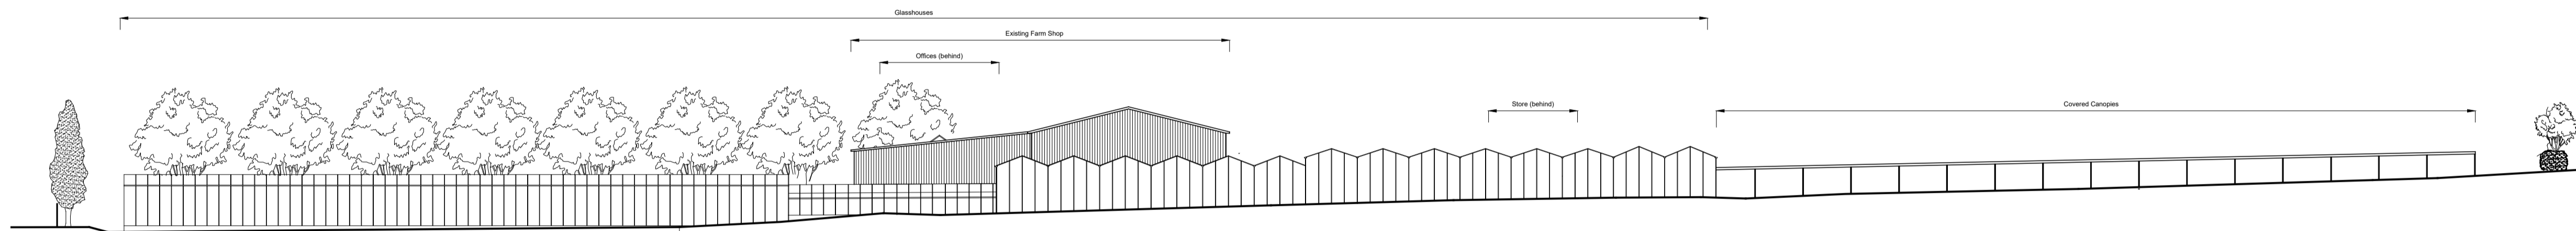 Glasshouses
Existing Farm Shop
Offices (behind)
Store (behind)
Covered Canopies